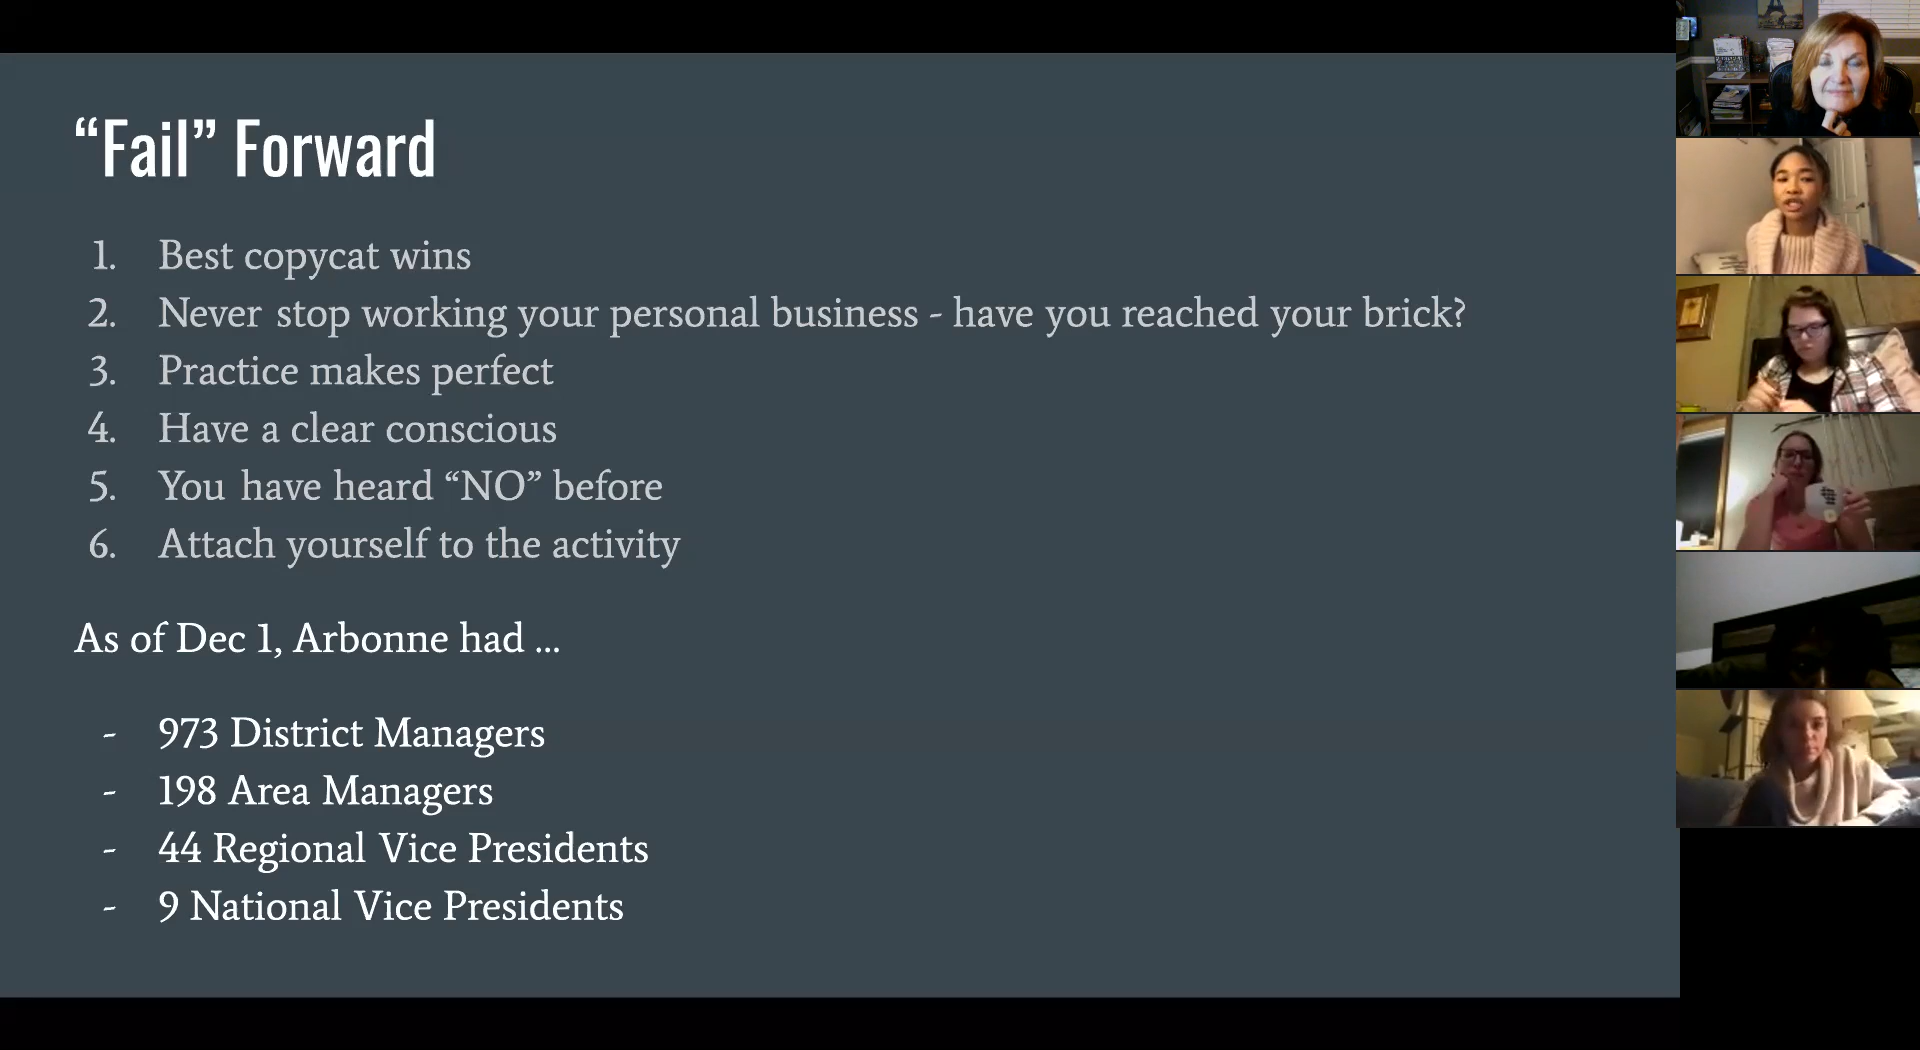 “Fail” Forward
1. Best copycat wins
2. Never stop working your personal business - have you reached your brick?
3. Practice makes perfect
4. Have a clear conscious
5. You have heard “NO” before
6. Attach yourself to the activity
As of Dec 1, Arbonne had ...
- 973 District Managers
- 198 Area Managers
- 44 Regional Vice Presidents
- 9 National Vice Presidents